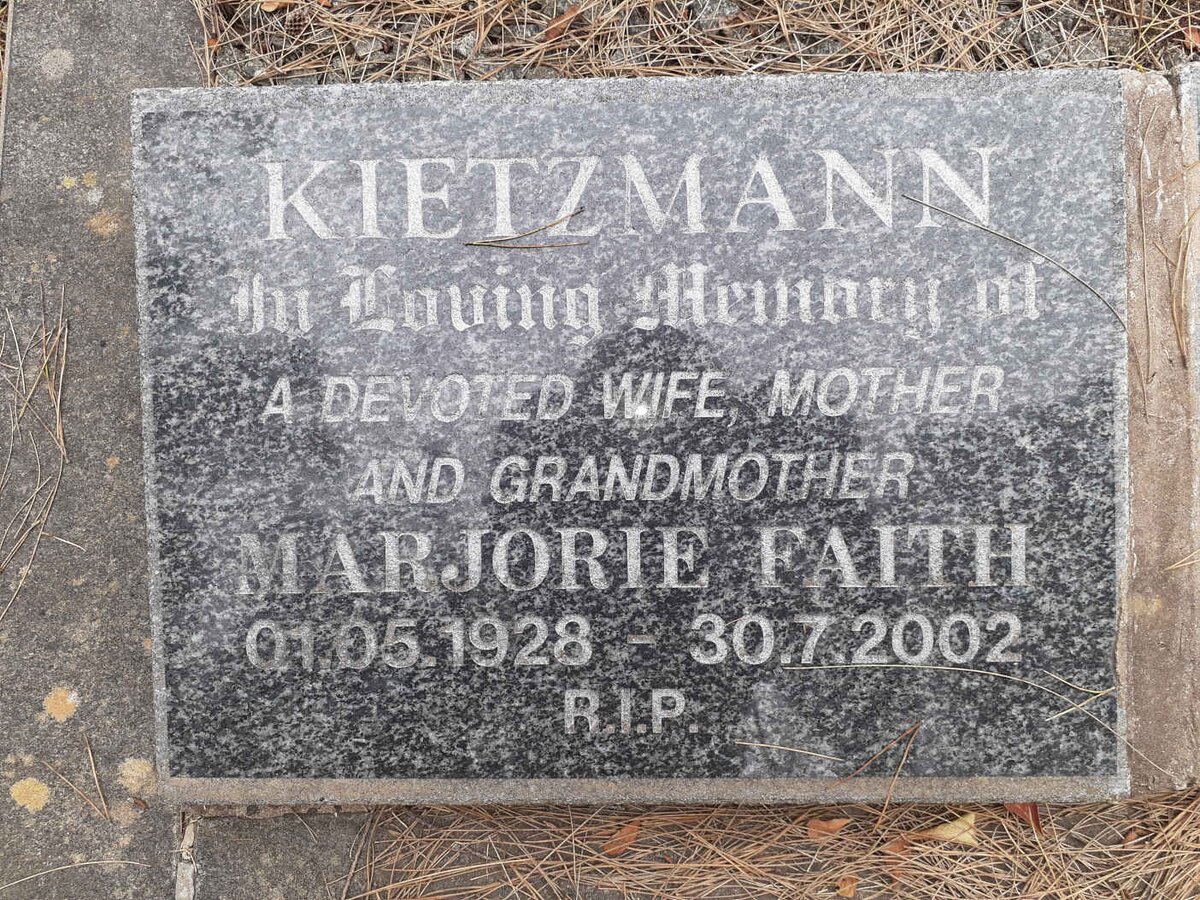 KIETZMANN
In Loving Memory of
A DEVOTED WIFE, MOTHER
AND GRANDMOTHER
MARJORIE FAITH
01.05.1928 - 30.7.2002
R.I.P.